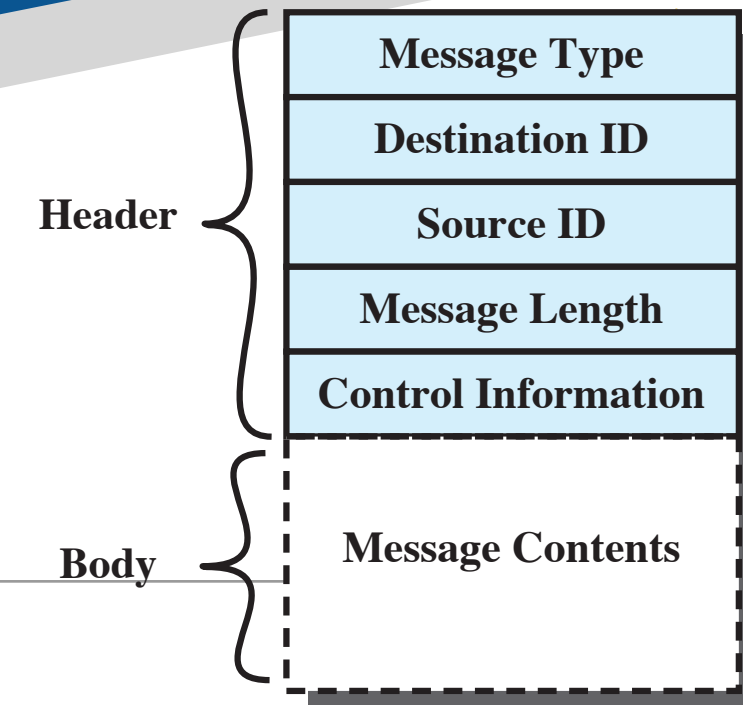 Message Type
Destination ID
Header
Source ID
Message Length
Control Information
Body
Message Contents